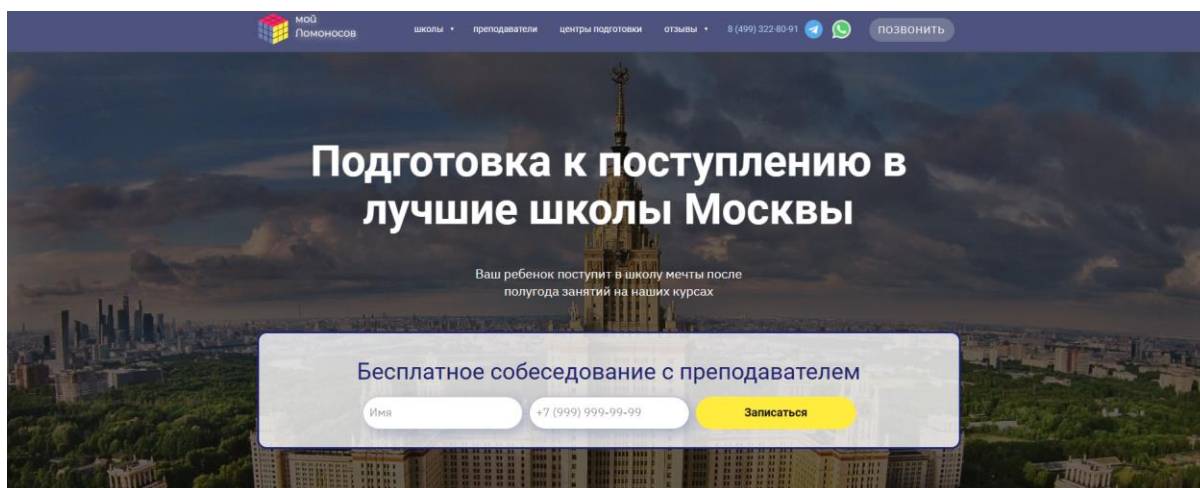 мой
Ломоносов
школы ▾ преподаватели центры подготовки отзывы ▾ 8 (499) 322-80-91 ПОЗВОНИТЬ
Подготовка к поступлению в
лучшие школы Москвы
Ваш ребенок поступит в школу мечты после
полугода занятий на наших курсах
Бесплатное собеседование с преподавателем
Имя +7 (999) 999-99-99 Записаться